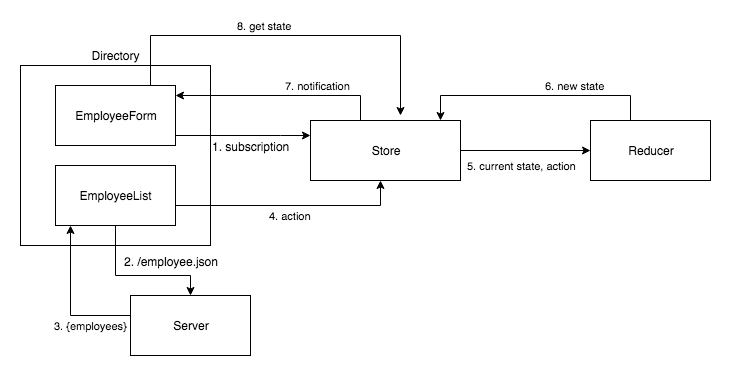 8. get state
Directory
7. notification
6. new state
EmployeeForm
1. subscription
Store
Reducer
5. current state, action
EmployeeList
4. action
2. /employee.json
3. {employees}
Server